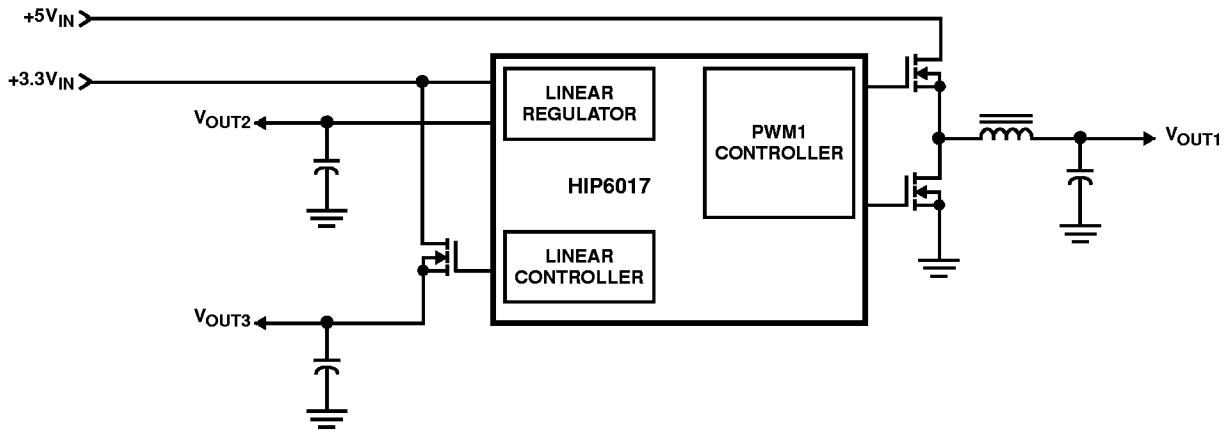 +5VIN
+3.3VIN
VOUT2
LINEAR
REGULATOR
PWM1
CONTROLLER
VOUT1
HIP6017
LINEAR
CONTROLLER
VOUT3